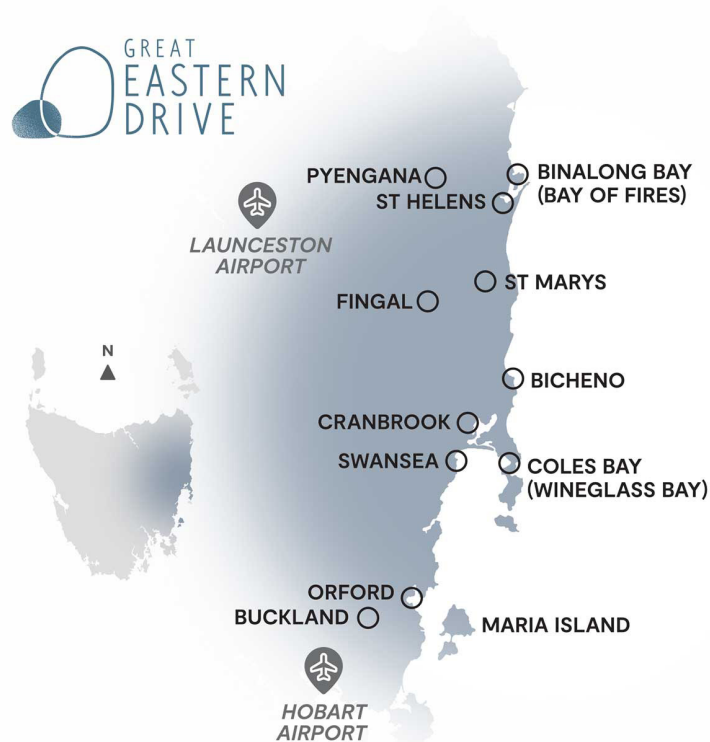 GREAT
EASTERN
DRIVE
PYENGANA
BINALONG BAY
(BAY OF FIRES)
ST HELENS
LAUNCESTON
AIRPORT
ST MARYS
FINGAL
N
BICHENO
CRANBROOK
SWANSEA
COLES BAY
(WINEGLASS BAY)
ORFORD
BUCKLAND
MARIA ISLAND
HOBART
AIRPORT